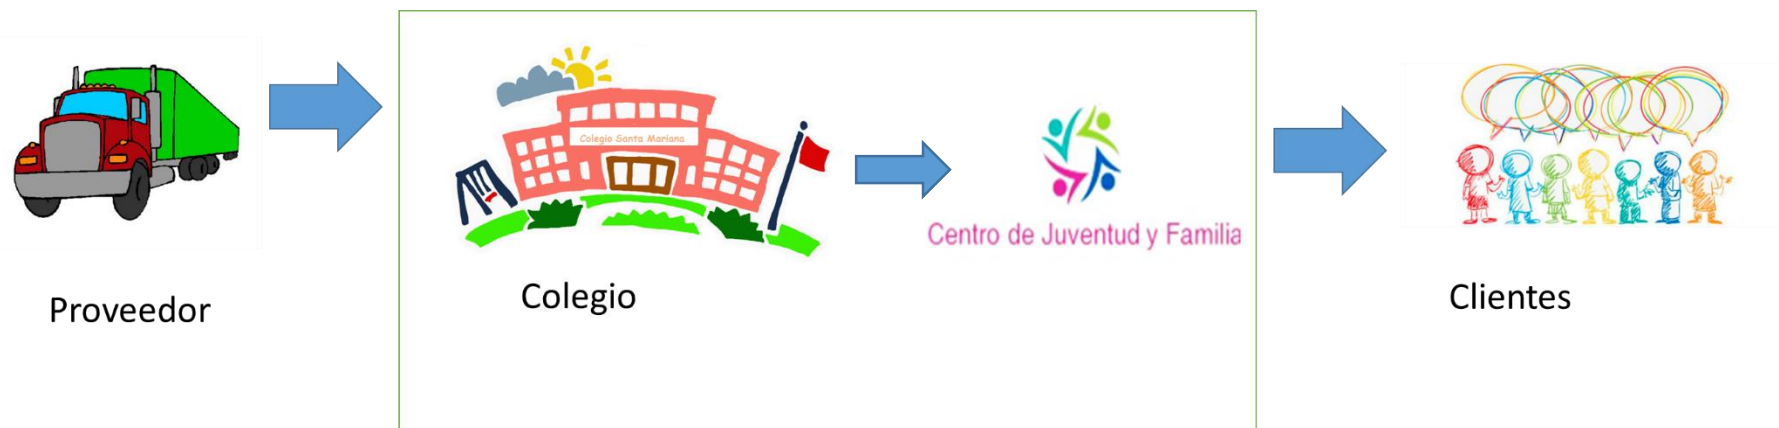 Colegio Santa Mariana
Centro de Juventud y Familia
Proveedor
Colegio
Clientes